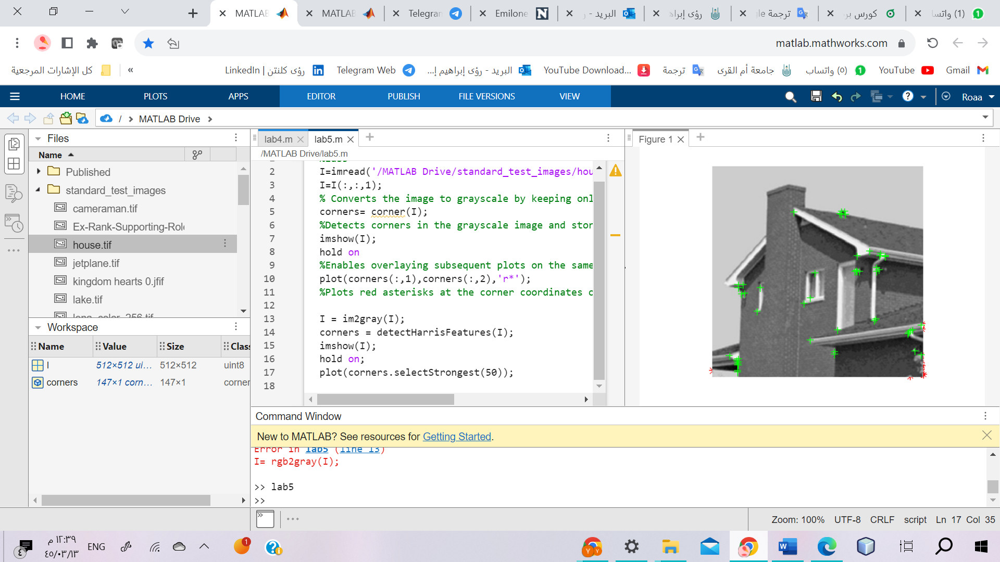 MATLAB
MATLAB
Telegram
Emilone
البريد - ر
رؤى إبراه
ترجمة gle
كورس بر
(1) واتسا
matlab.mathworks.com
كل الإشارات المرجعية
«
رؤى كلنتن | LinkedIn
Telegram Web
البريد - رؤى إبراهيم إ...
YouTube Download...
ترجمة
جامعة أم القرى
(٥) واتساب
YouTube
Gmail
HOME
PLOTS
APPS
EDITOR
PUBLISH
FILE VERSIONS
VIEW
Roaa
/ > MATLAB Drive >
Files
Name
Published
standard_test_images
cameraman.tif
Ex-Rank-Supporting-Role
house.tif
jetplane.tif
kingdom hearts 0.jfif
lake.tif
lena_color_256.tif
Workspace
Name Value Size Class
I 512×512 ui... 512×512 uint8
corners 147×1 corn... 147×1 corner
lab4.m
lab5.m
/MATLAB Drive/lab5.m
2 I=imread('/MATLAB Drive/standard_test_images/hou
3 I=I(:,:,1);
4 % Converts the image to grayscale by keeping onl
5 corners= corner(I);
6 %Detects corners in the grayscale image and stor
7 imshow(I);
8 hold on
9 %Enables overlaying subsequent plots on the same
10 plot(corners(:,1),corners(:,2),'r*');
11 %Plots red asterisks at the corner coordinates o
12
13 I = im2gray(I);
14 corners = detectHarrisFeatures(I);
15 imshow(I);
16 hold on;
17 plot(corners.selectStrongest(50));
18
Figure 1
Command Window
New to MATLAB? See resources for Getting Started.
Error in lab5 (line 13)
I= rgb2gray(I);
>> lab5
>>
Zoom: 100% UTF-8 CRLF script Ln 17 Col 35
١٢:٣٩ م
٤٥/٠٣/١٣
٤
ENG
1